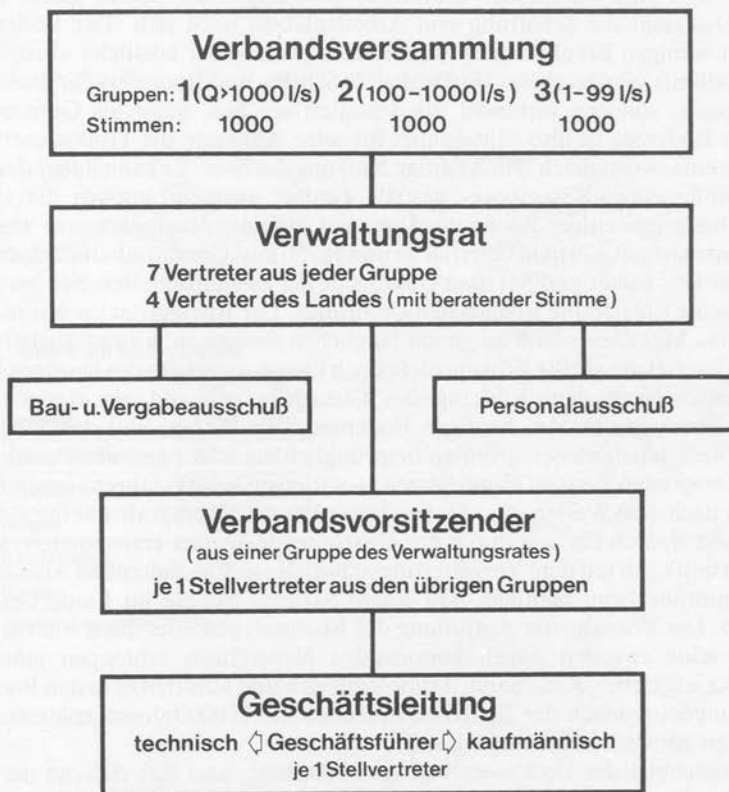 Verbandsversammlung
Gruppen: 1(Q>1000 l/s) 2(100-1000 l/s) 3(1-99 l/s)
Stimmen: 1000 1000 1000
Verwaltungsrat
7 Vertreter aus jeder Gruppe
4 Vertreter des Landes (mit beratender Stimme)
Bau- u. Vergabeausschuß Personalausschuß
Verbandsvorsitzender
(aus einer Gruppe des Verwaltungsrates)
je 1 Stellvertreter aus den übrigen Gruppen
Geschäftsleitung
technisch ◁ Geschäftsführer ▷ kaufmännisch
je 1 Stellvertreter